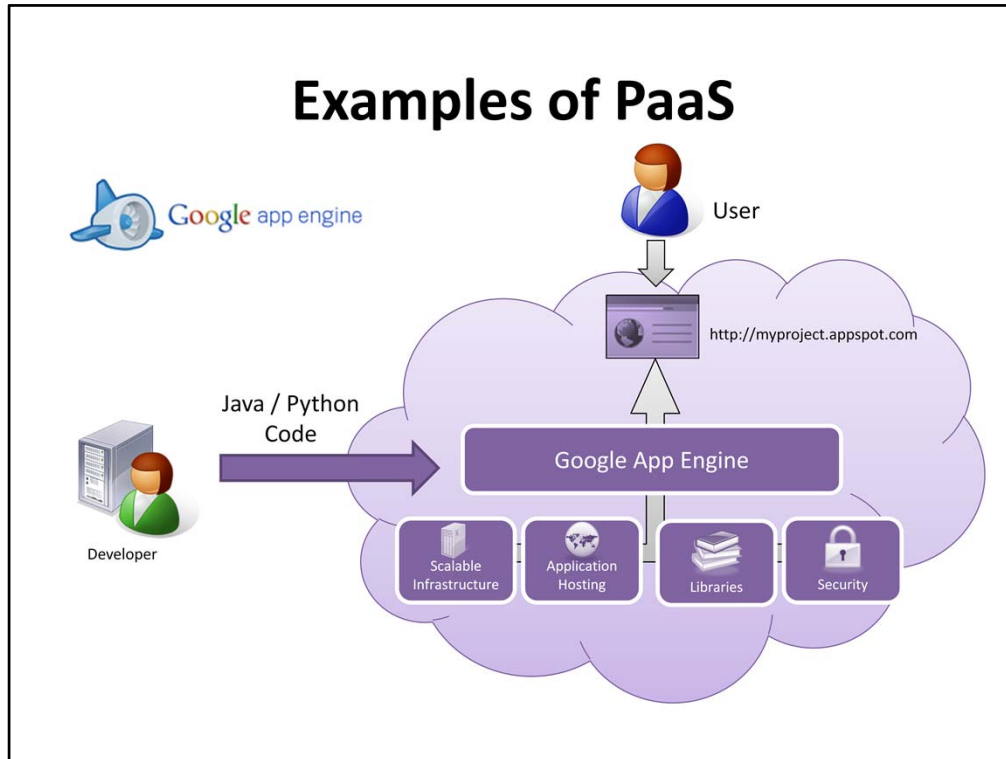 Examples of PaaS
Google app engine
User
http://myproject.appspot.com
Java / Python
Code
Google App Engine
Developer
Scalable
Infrastructure
Application
Hosting
Libraries
Security